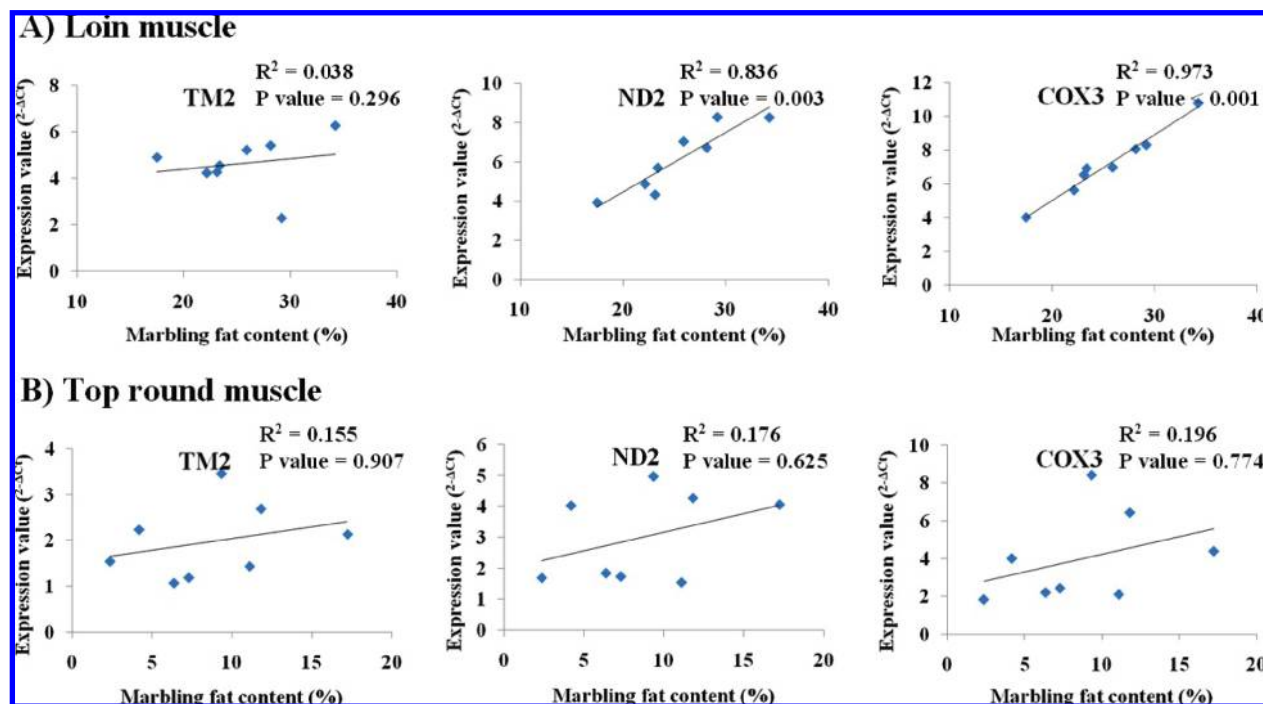 A) Loin muscle
R² = 0.038
TM2
P value = 0.296
Expression value (2-ΔCt)
8
6
4
2
0
10 20 30 40
Marbling fat content (%)
R² = 0.836
ND2
P value = 0.003
Expression value (2-ΔCt)
10
8
6
4
2
0
10 20 30 40
Marbling fat content (%)
R² = 0.973
COX3
P value = 0.001
Expression value (2-ΔCt)
12
10
8
6
4
2
0
10 20 30 40
Marbling fat content (%)
B) Top round muscle
R² = 0.155
TM2
P value = 0.907
Expression value (2-ΔCt)
4
3
2
1
0
0 5 10 15 20
Marbling fat content (%)
R² = 0.176
ND2
P value = 0.625
Expression value (2-ΔCt)
6
5
4
3
2
1
0
0 5 10 15 20
Marbling fat content (%)
R² = 0.196
COX3
P value = 0.774
Expression value (2-ΔCt)
10
8
6
4
2
0
0 5 10 15 20
Marbling fat content (%)